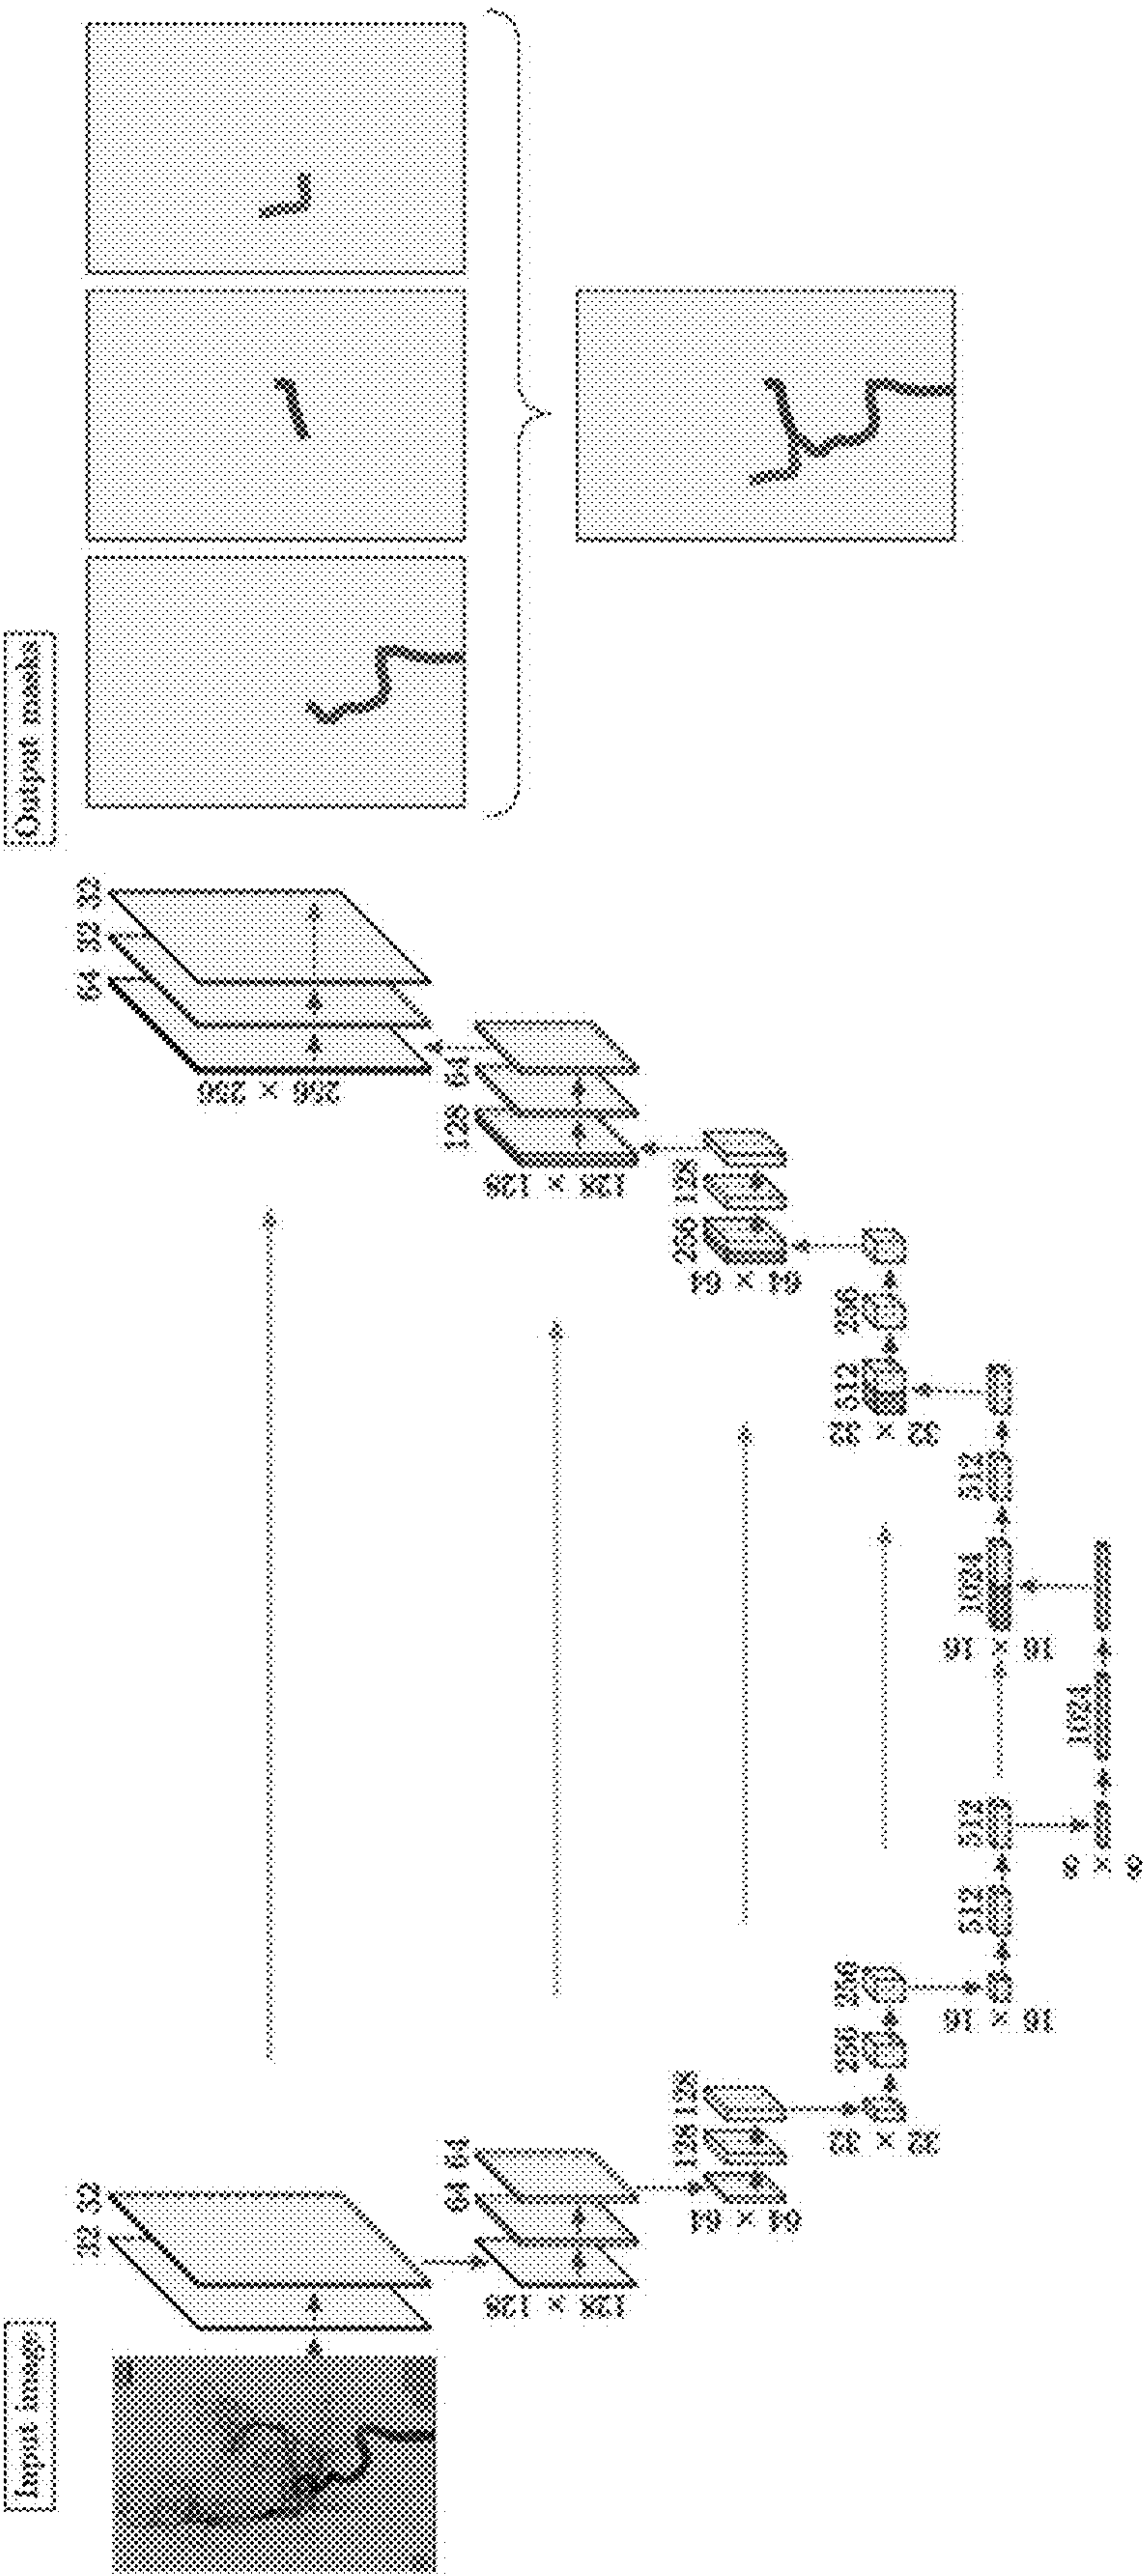 Input image
32 32
128 × 128
64 64
64 × 64
128 128
32 × 32
256 256
16 × 16
512 512
8 × 8
1024
16 × 16
1024 512
32 × 32
512 256
64 × 64
256 128
128 × 128
128 64
256 × 256
64 32 32
Output masks